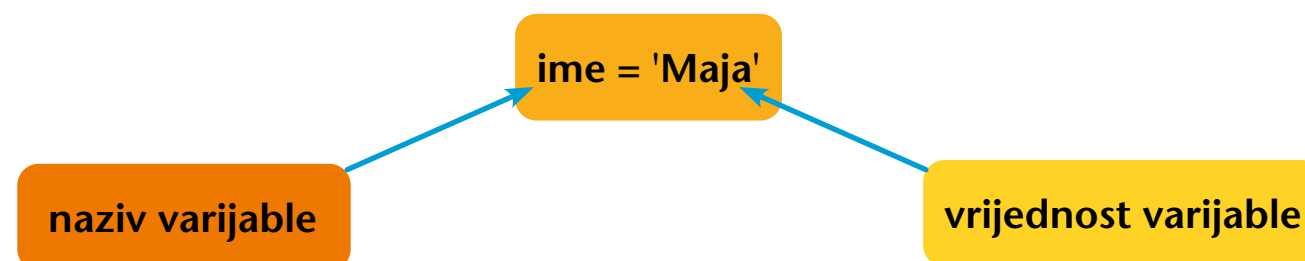 ime = 'Maja'
naziv varijable
vrijednost varijable